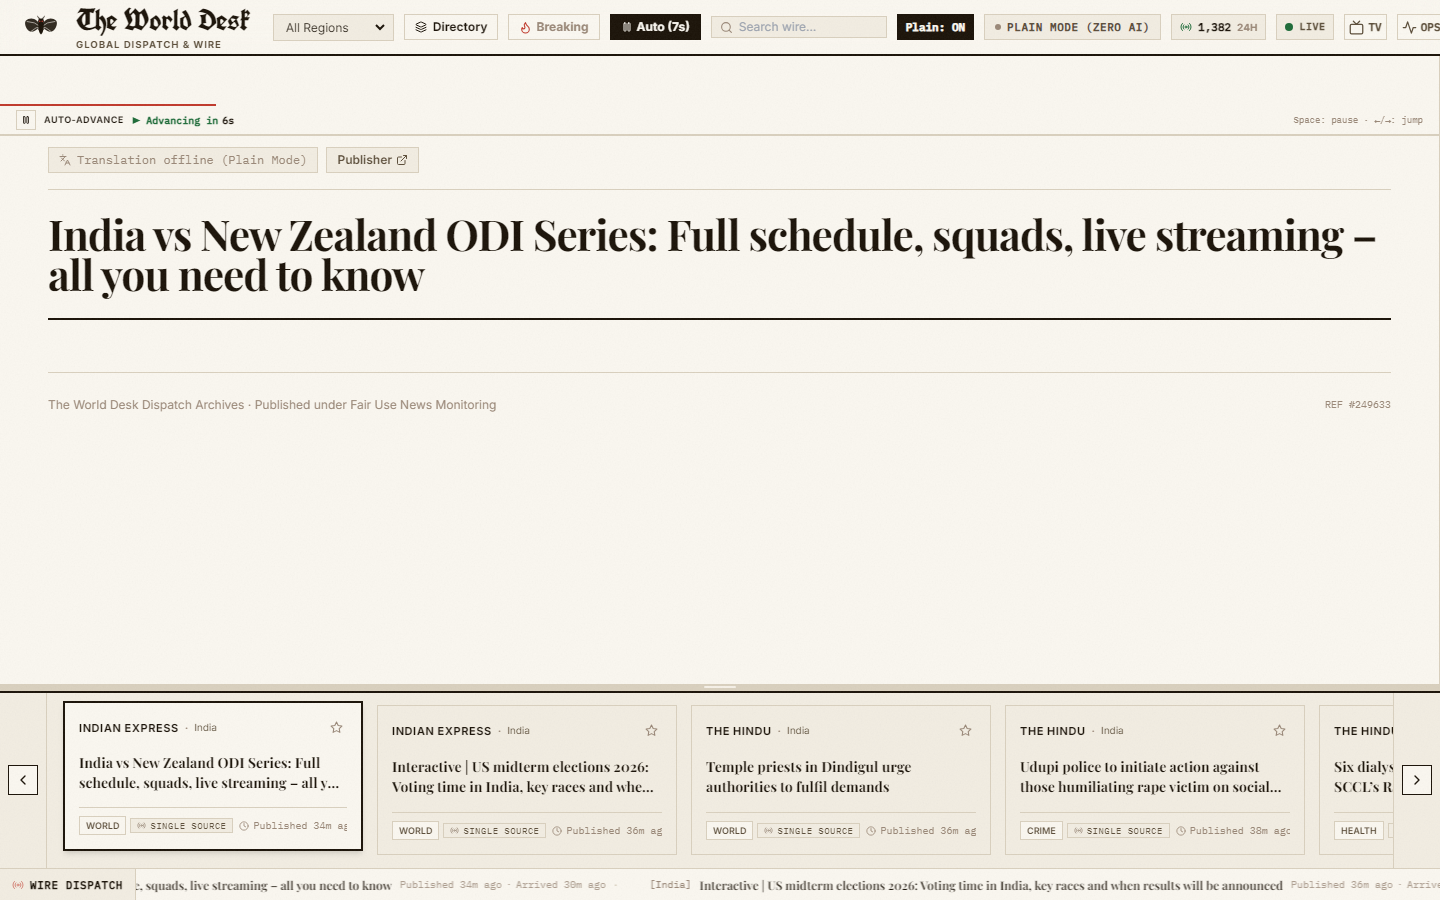 The World Desk
GLOBAL DISPATCH & WIRE
All Regions
Directory
Breaking
Auto (7s)
Search wire...
Plain: ON
PLAIN MODE (ZERO AI)
1,382 24H
LIVE
TV
OPS
AUTO-ADVANCE ▶ Advancing in 6s
Space: pause · ←/→: jump
Translation offline (Plain Mode)
Publisher
India vs New Zealand ODI Series: Full schedule, squads, live streaming –
all you need to know
The World Desk Dispatch Archives · Published under Fair Use News Monitoring
REF #249633
INDIAN EXPRESS · India
India vs New Zealand ODI Series: Full
schedule, squads, live streaming – all y...
WORLD
SINGLE SOURCE
Published 34m ag
INDIAN EXPRESS · India
Interactive | US midterm elections 2026:
Voting time in India, key races and whe...
WORLD
SINGLE SOURCE
Published 36m ag
THE HINDU · India
Temple priests in Dindigul urge
authorities to fulfil demands
WORLD
SINGLE SOURCE
Published 36m ag
THE HINDU · India
Udupi police to initiate action against
those humiliating rape victim on social...
CRIME
SINGLE SOURCE
Published 38m ago
THE HINDU
Six dialys
SCCL's R
HEALTH
WIRE DISPATCH
e, squads, live streaming – all you need to know Published 34m ago · Arrived 30m ago ·
[India] Interactive | US midterm elections 2026: Voting time in India, key races and when results will be announced Published 36m ago · Arrive